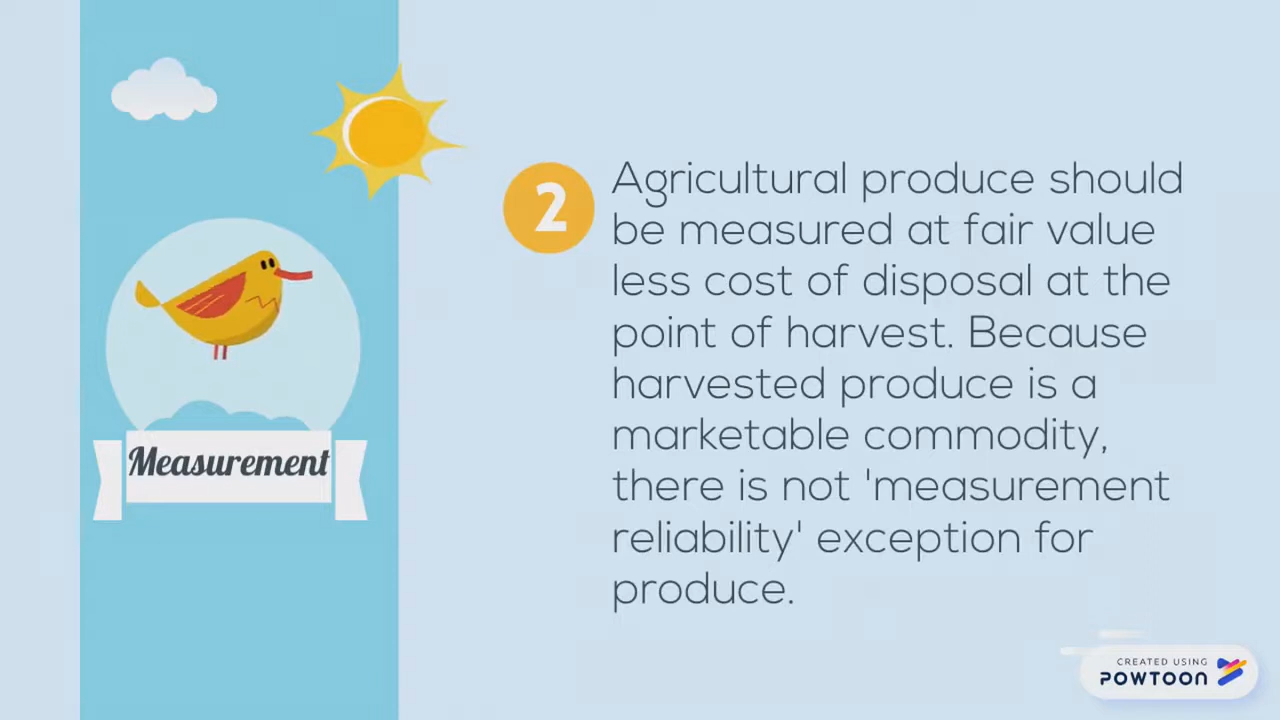 Measurement
2
Agricultural produce should
be measured at fair value
less cost of disposal at the
point of harvest. Because
harvested produce is a
marketable commodity,
there is not 'measurement
reliability' exception for
produce.
CREATED USING
POWTOON